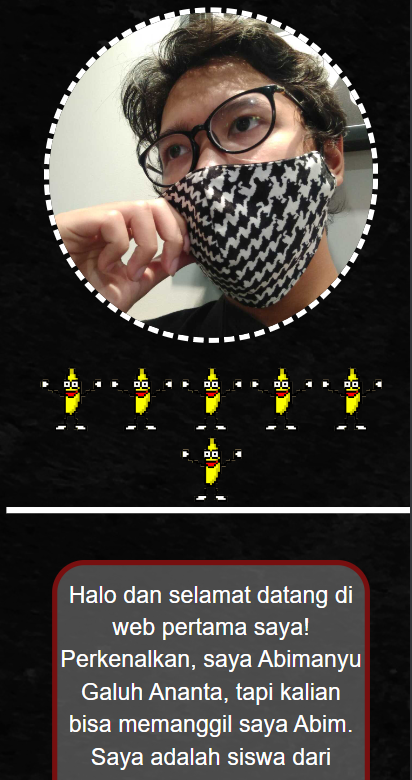 Halo dan selamat datang di
web pertama saya!
Perkenalkan, saya Abimanyu
Galuh Ananta, tapi kalian
bisa memanggil saya Abim.
Saya adalah siswa dari